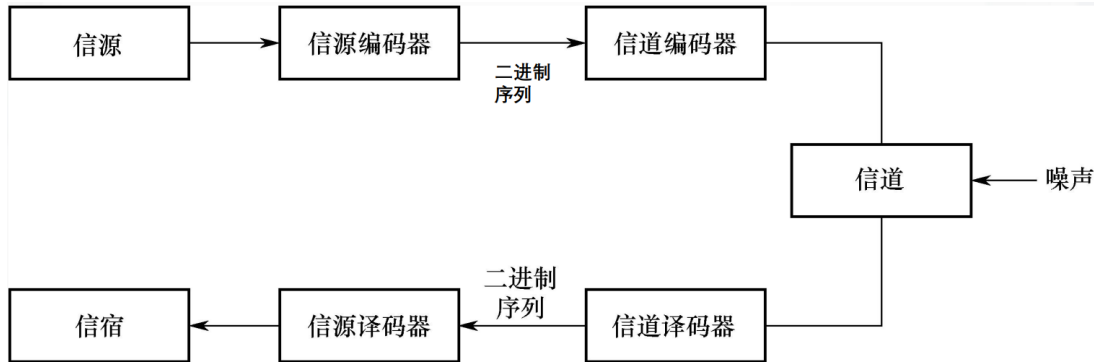 信源
信源编码器
二进制
序列
信道编码器
信道
噪声
信宿
信源译码器
二进制
序列
信道译码器